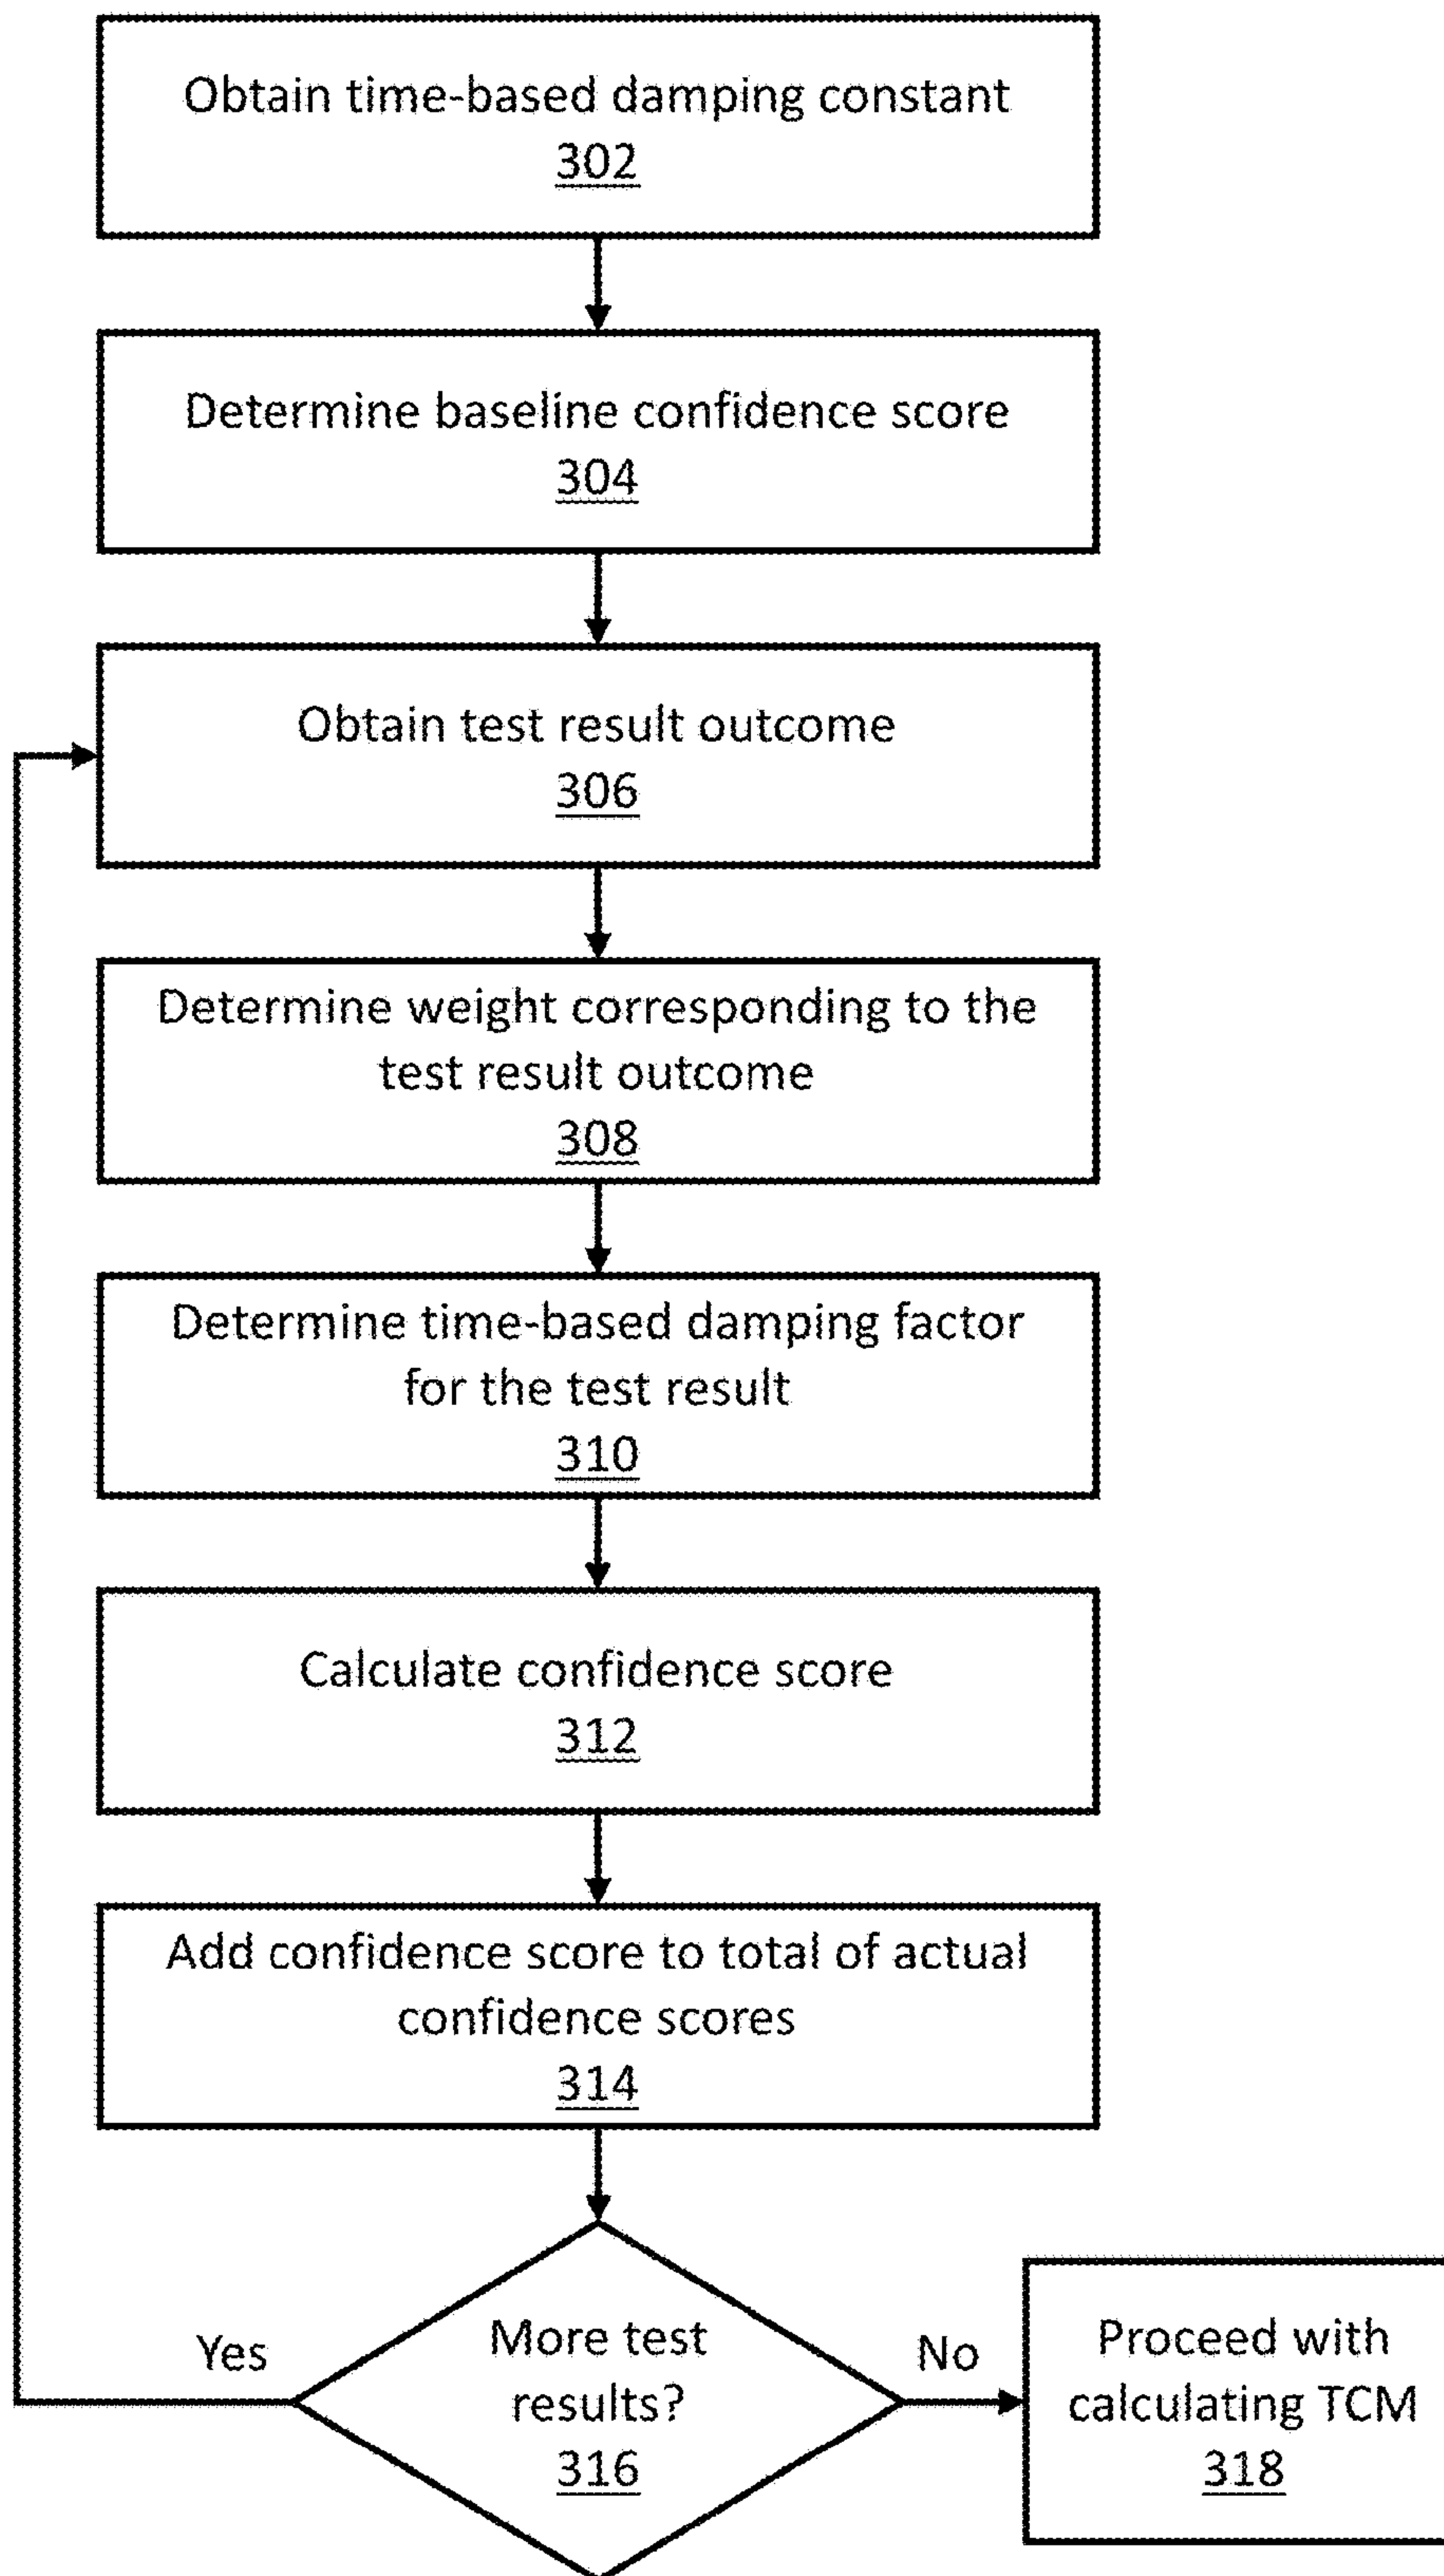 Obtain time-based damping constant
302
Determine baseline confidence score
304
Obtain test result outcome
306
Determine weight corresponding to the
test result outcome
308
Determine time-based damping factor
for the test result
310
Calculate confidence score
312
Add confidence score to total of actual
confidence scores
314
Yes
More test
results?
316
No
Proceed with
calculating TCM
318